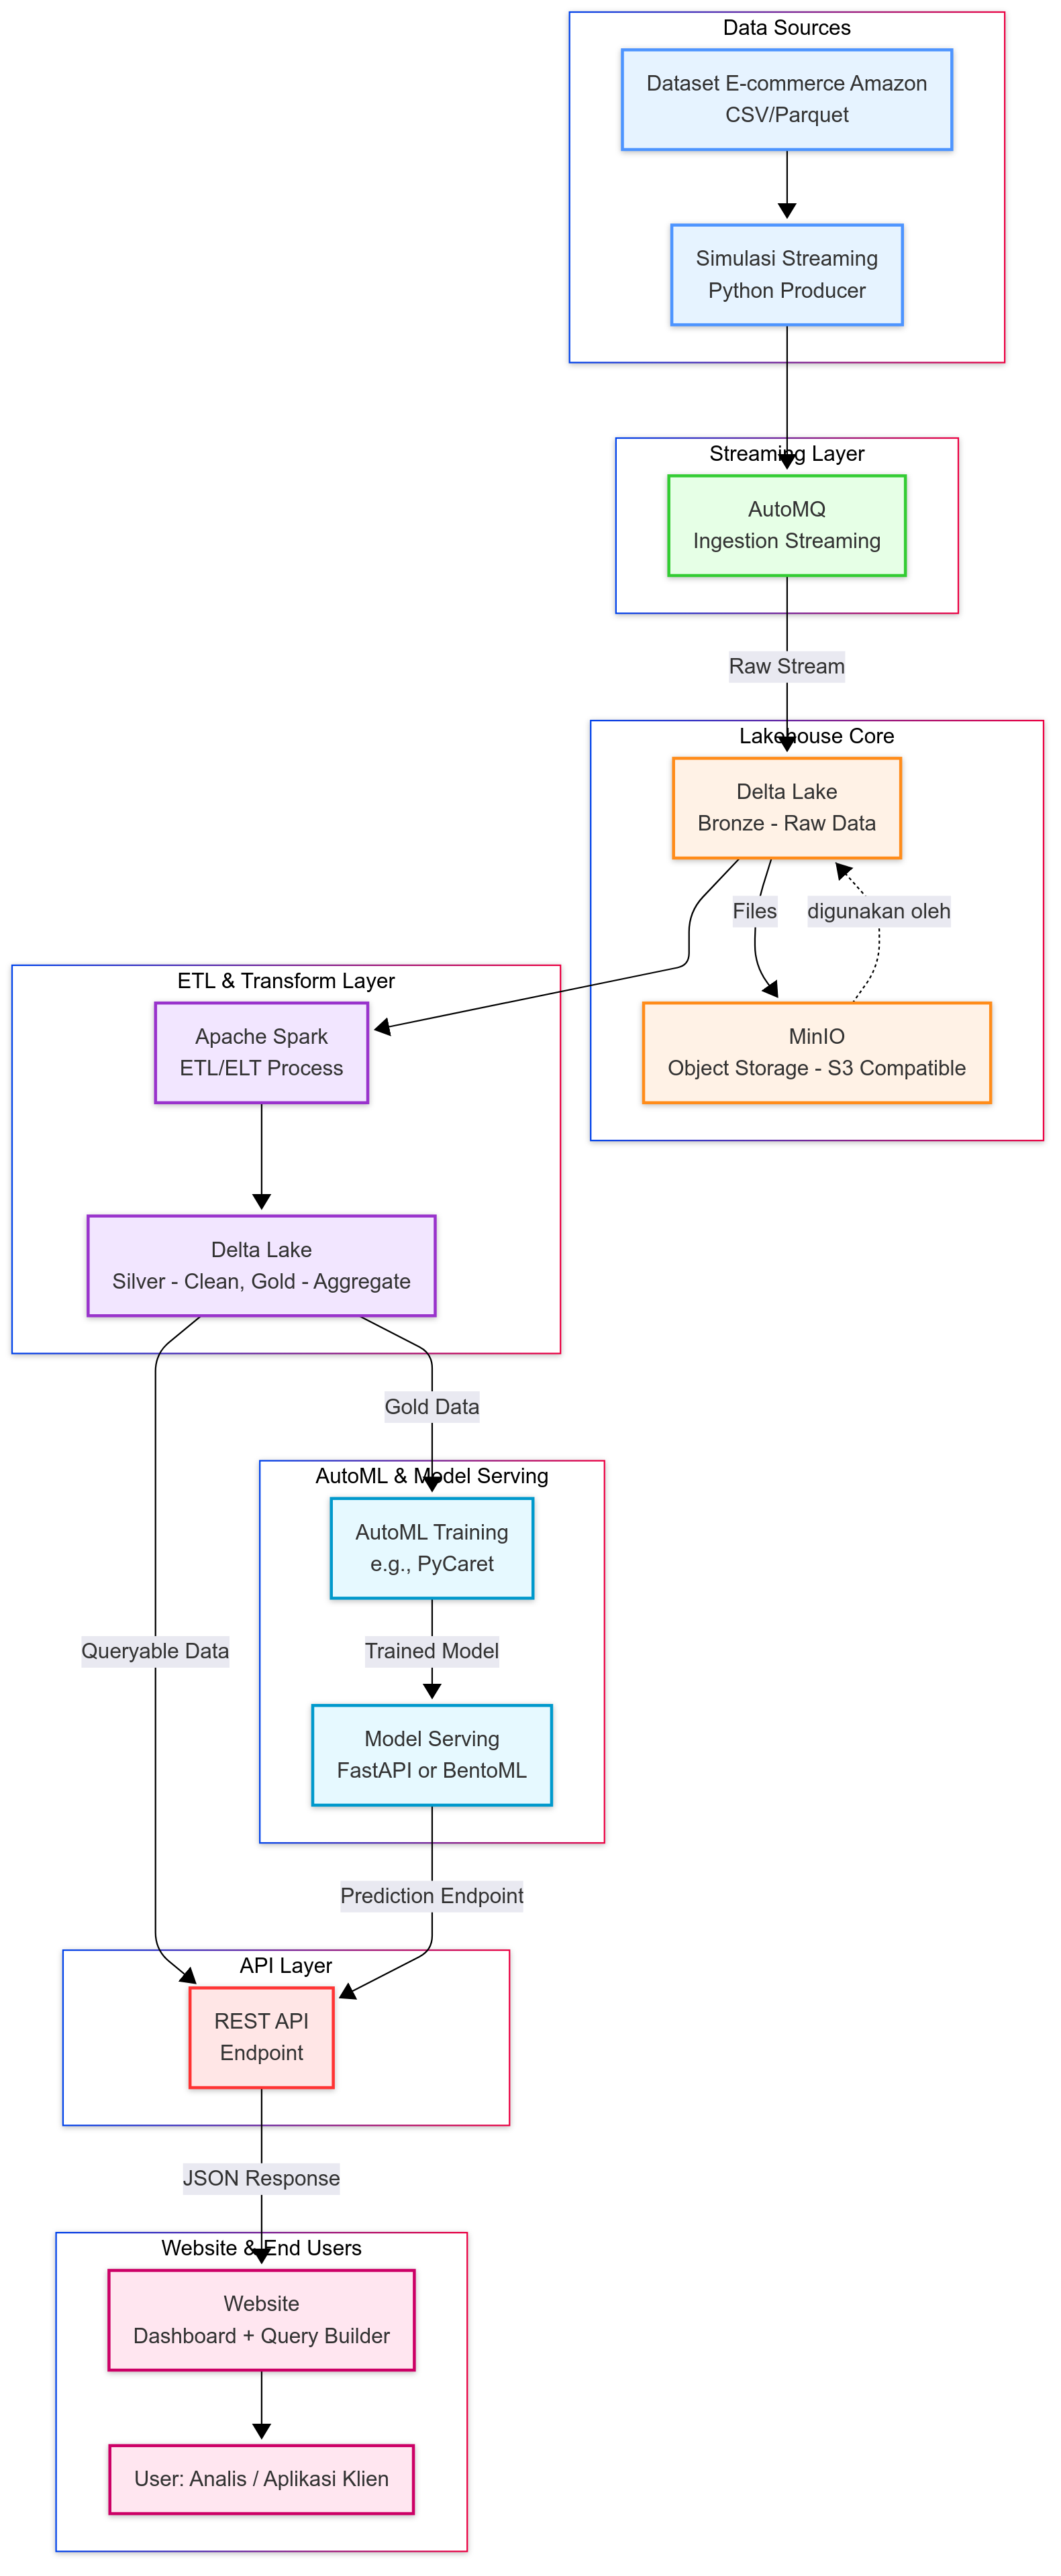 Data Sources
Dataset E-commerce Amazon
CSV/Parquet
Simulasi Streaming
Python Producer
Streaming Layer
AutoMQ
Ingestion Streaming
Raw Stream
Lakehouse Core
Delta Lake
Bronze - Raw Data
Files
digunakan oleh
MinIO
Object Storage - S3 Compatible
ETL & Transform Layer
Apache Spark
ETL/ELT Process
Delta Lake
Silver - Clean, Gold - Aggregate
Gold Data
AutoML & Model Serving
AutoML Training
e.g., PyCaret
Trained Model
Queryable Data
Model Serving
FastAPI or BentoML
Prediction Endpoint
API Layer
REST API
Endpoint
JSON Response
Website & End Users
Website
Dashboard + Query Builder
User: Analis / Aplikasi Klien